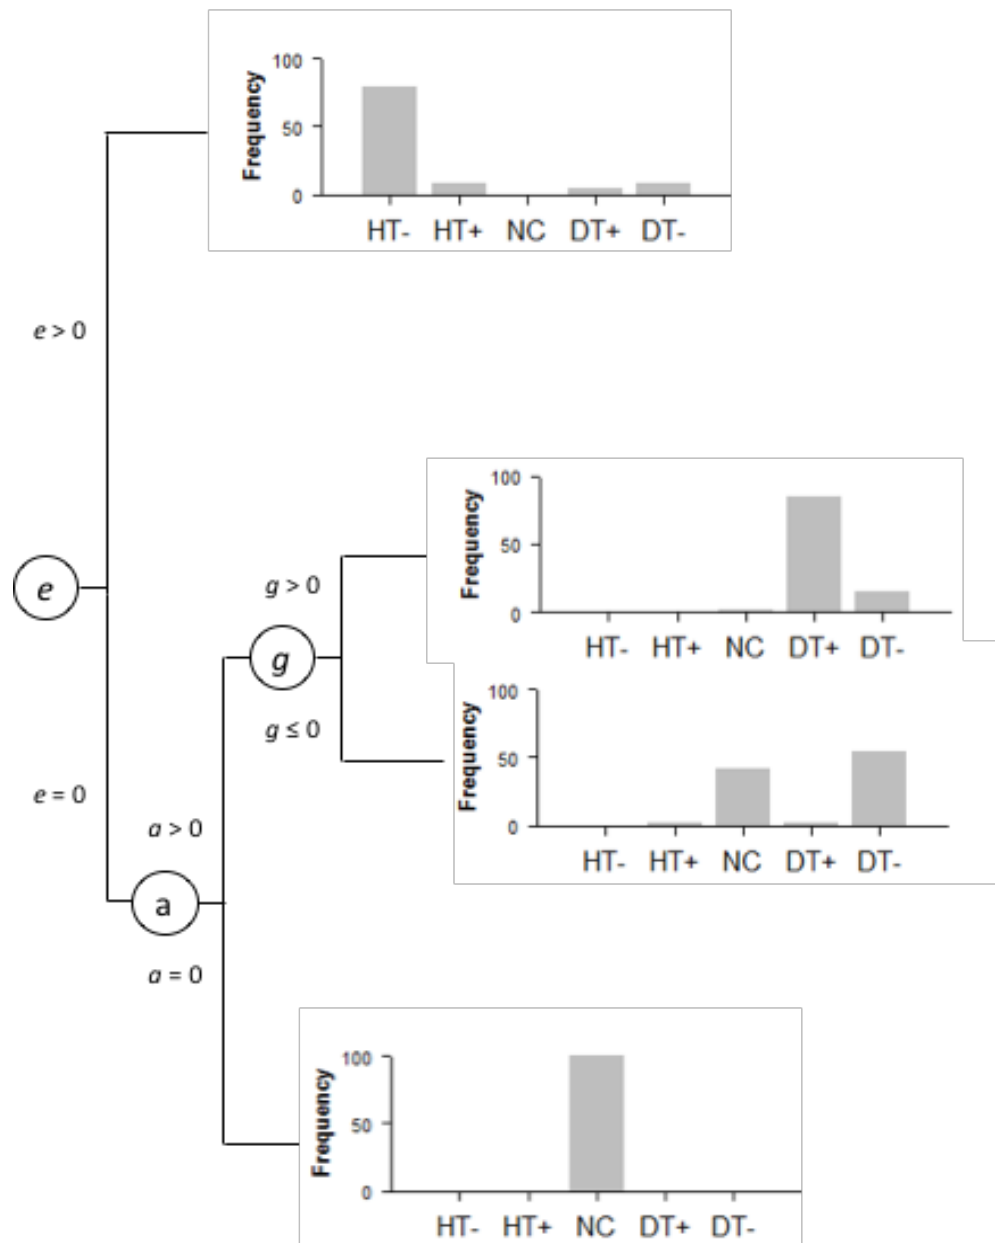 100
50
0
Frequency
HT- HT+ NC DT+ DT-
e > 0
100
50
0
Frequency
HT- HT+ NC DT+ DT-
e
g > 0
g
g ≤ 0
100
50
0
Frequency
HT- HT+ NC DT+ DT-
e = 0
a > 0
a
a = 0
100
50
0
Frequency
HT- HT+ NC DT+ DT-